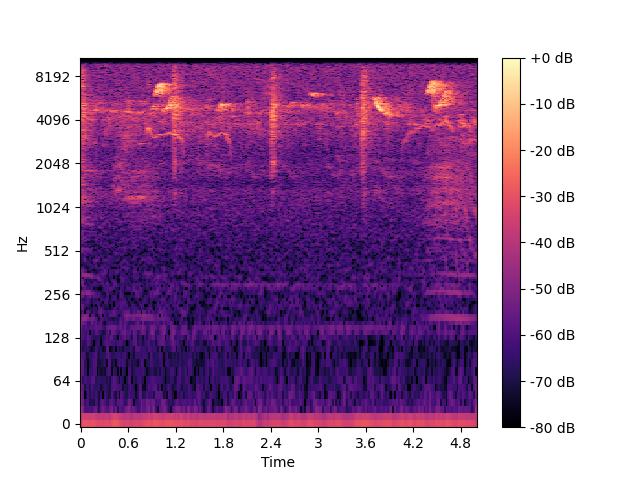 8192
4096
2048
1024
512
256
128
64
0
Hz
0
0.6
1.2
1.8
2.4
3
3.6
4.2
4.8
Time
+0 dB
-10 dB
-20 dB
-30 dB
-40 dB
-50 dB
-60 dB
-70 dB
-80 dB